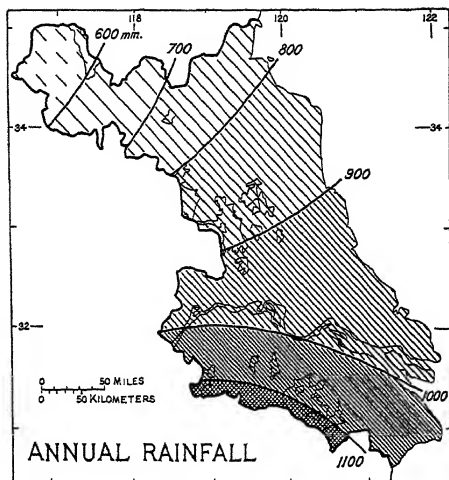 118 120 122
600 mm. 700 800
34 34
900
32 32
0 50 MILES
0 50 KILOMETERS
1000
ANNUAL RAINFALL 1100